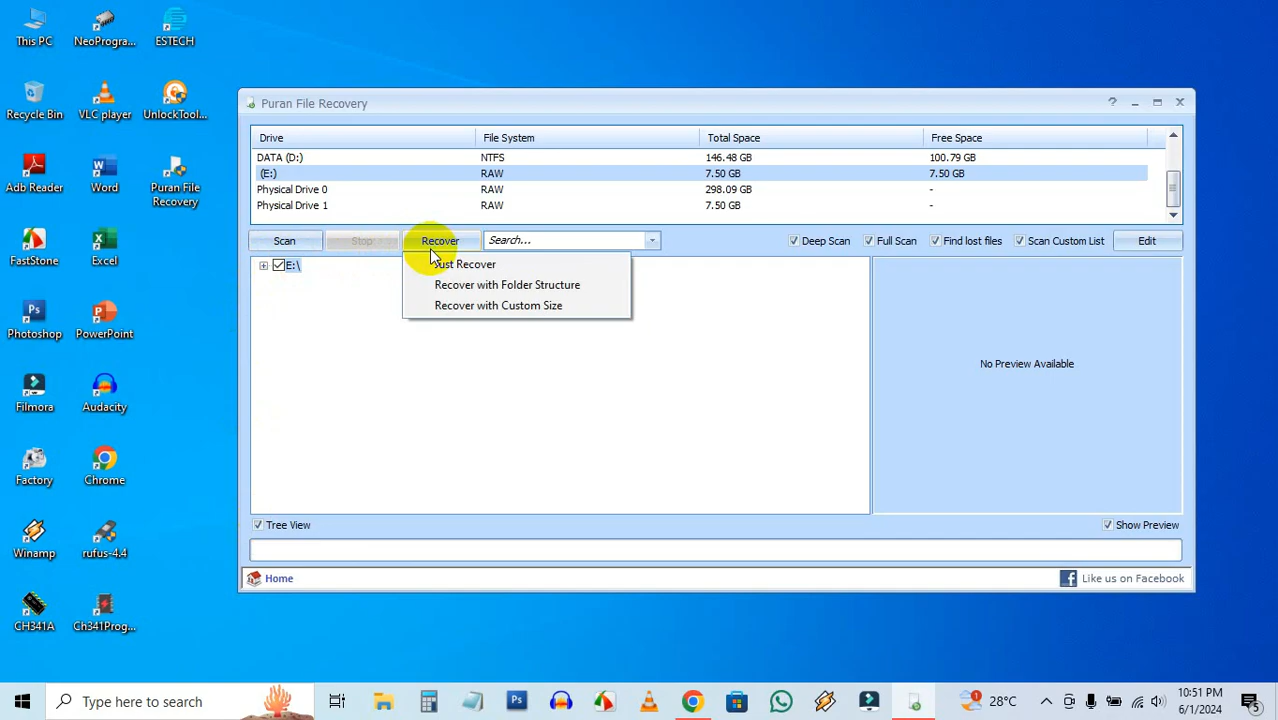 This PC
NeoProgra...
ESTECH
Recycle Bin
VLC player
UnlockTool...
Adb Reader
Word
Puran File
Recovery
FastStone
Excel
Photoshop
PowerPoint
Filmora
Audacity
Factory
Chrome
Winamp
rufus-4.4
CH341A
Ch341Prog...
Puran File Recovery
Drive File System Total Space Free Space
DATA (D:) NTFS 146.48 GB 100.79 GB
(E:) RAW 7.50 GB 7.50 GB
Physical Drive 0 RAW 298.09 GB -
Physical Drive 1 RAW 7.50 GB -
Scan Stop Recover Search... Deep Scan Full Scan Find lost files Scan Custom List Edit
E:\
Just Recover
Recover with Folder Structure
Recover with Custom Size
No Preview Available
Tree View Show Preview
Home Like us on Facebook
Type here to search
28°C
10:51 PM
6/1/2024
5